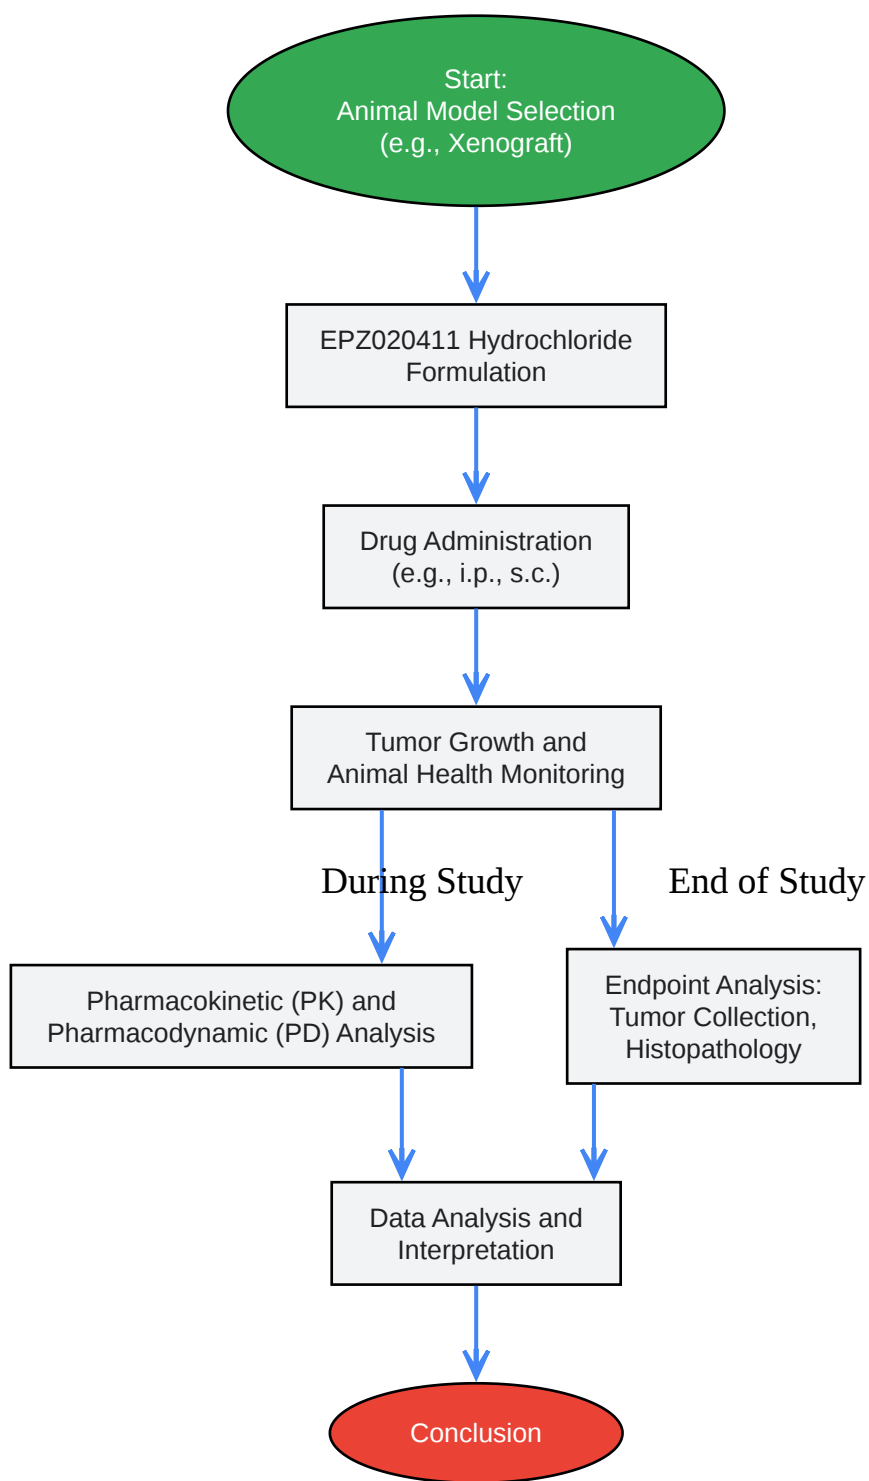 Start:
Animal Model Selection
(e.g., Xenograft)
EPZ020411 Hydrochloride
Formulation
Drug Administration
(e.g., i.p., s.c.)
Tumor Growth and
Animal Health Monitoring
During Study
End of Study
Pharmacokinetic (PK) and
Pharmacodynamic (PD) Analysis
Endpoint Analysis:
Tumor Collection,
Histopathology
Data Analysis and
Interpretation
Conclusion